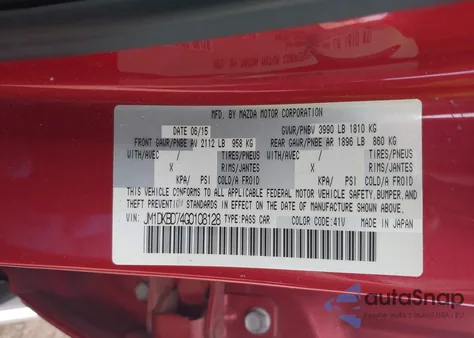 MFD. BY MAZDA MOTOR CORPORATION
DATE 06/15 GVWR/PNBV 3990 LB 1810 KG
FRONT GAWR/PNBE AV 2112 LB 958 KG REAR GAWR/PNBE AR 1896 LB 860 KG
WITH/AVEC / TIRES/PNEUS WITH/AVEC / TIRES/PNEUS
X RIMS/JANTES X RIMS/JANTES
KPA/ PSI COLD/A FROID KPA/ PSI COLD/A FROID
THIS VEHICLE CONFORMS TO ALL APPLICABLE FEDERAL MOTOR VEHICLE SAFETY, BUMPER, AND
THEFT PREVENTION STANDARDS IN EFFECT ON THE DATE OF MANUFACTURE SHOWN ABOVE.
VIN: JM1DKBD74G0108128 TYPE:PASS CAR COLOR CODE:41V MADE IN JAPAN
autoSnap